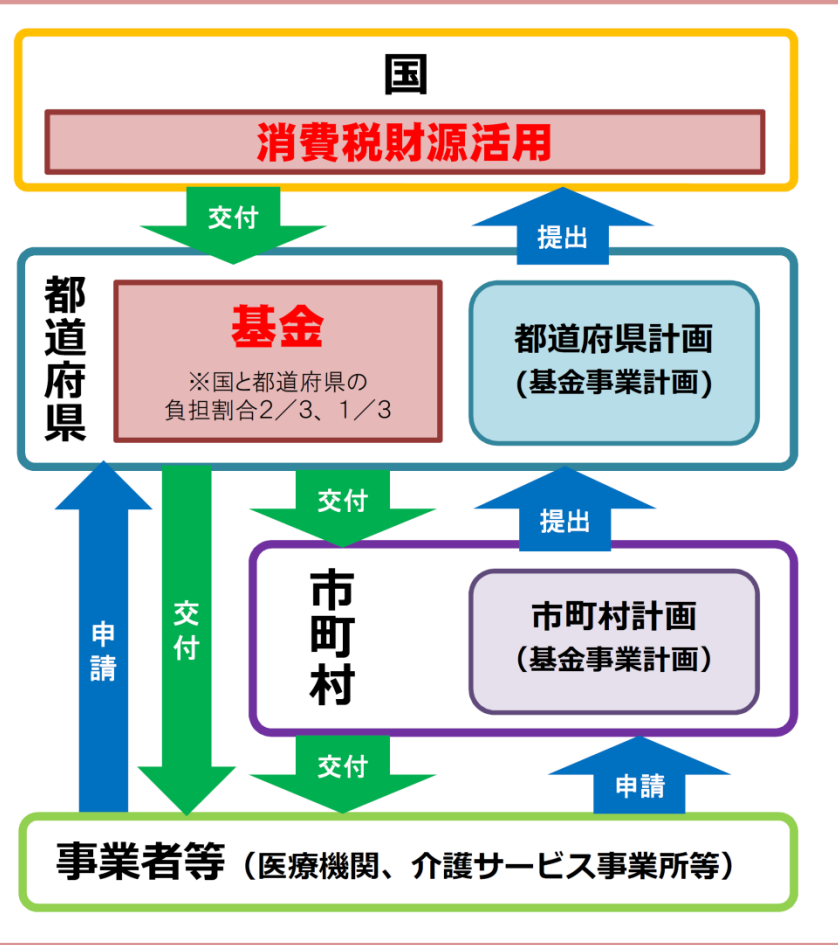 国
消費税財源活用
交付
提出
都道府県
基金
※国と都道府県の
負担割合2／3、1／3
都道府県計画
(基金事業計画)
交付
提出
申請
交付
市町村
市町村計画
（基金事業計画）
交付
申請
事業者等（医療機関、介護サービス事業所等）